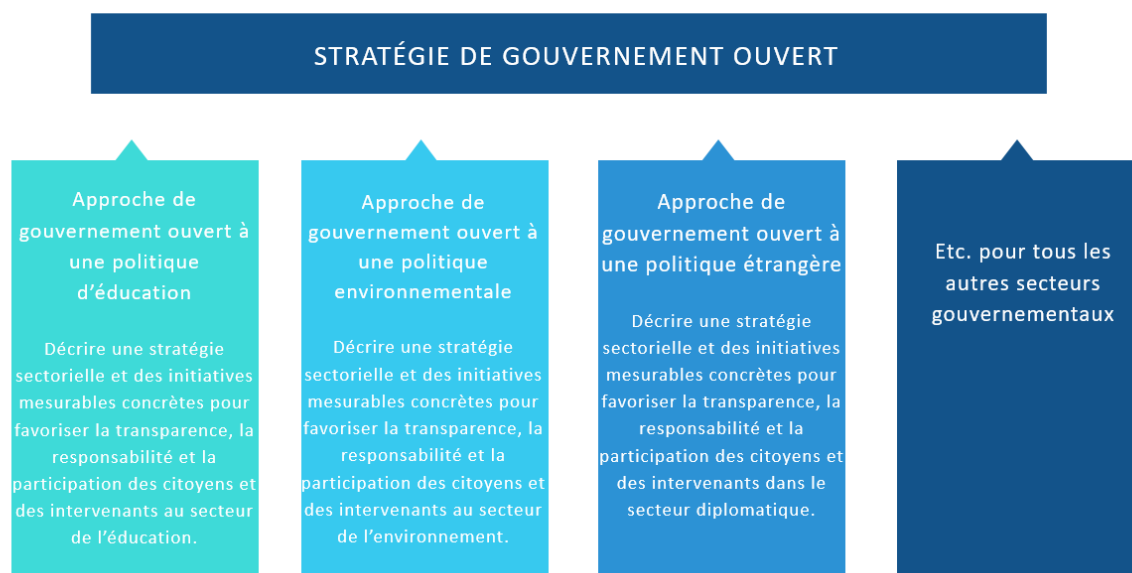 STRATÉGIE DE GOUVERNEMENT OUVERT
Approche de
gouvernement ouvert à
une politique
d’éducation
Décrire une stratégie
sectorielle et des initiatives
mesurables concrètes pour
favoriser la transparence, la
responsabilité et la
participation des citoyens et
des intervenants au secteur
de l’éducation.
Approche de
gouvernement ouvert à
une politique
environnementale
Décrire une stratégie
sectorielle et des initiatives
mesurables concrètes pour
favoriser la transparence, la
responsabilité et la
participation des citoyens et
des intervenants au secteur
de l’environnement.
Approche de
gouvernement ouvert à
une politique étrangère
Décrire une stratégie
sectorielle et des initiatives
mesurables concrètes pour
favoriser la transparence, la
responsabilité et la
participation des citoyens et
des intervenants dans le
secteur diplomatique.
Etc. pour tous les
autres secteurs
gouvernementaux